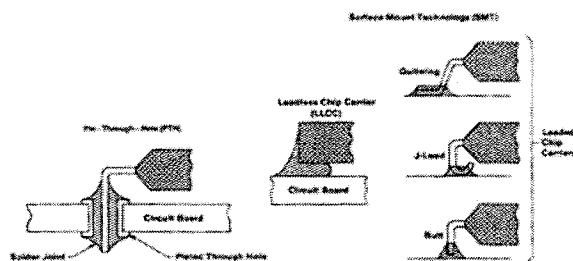 Surface Mount Technology (SMT)
Gullwing
Leadless Chip Carrier
(LLCC)
Pin-Through-Hole (PTH)
J-Lead
Leaded
Chip
Carriers
Circuit Board
Circuit Board
Butt
Solder Joint
Plated Through Hole